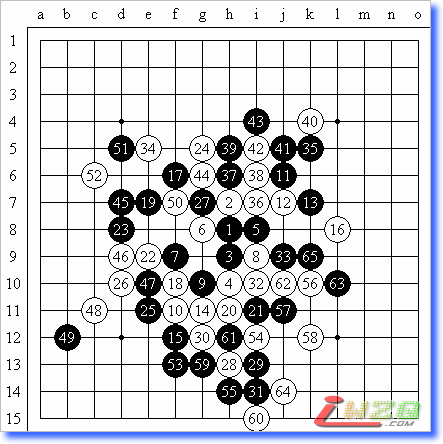 a b c d e f g h i j k l m n o
1
2
3
4 43 40
5 51 34 24 39 42 41 35
6 52 17 44 37 38 11
7 45 19 50 27 2 36 12 13
8 23 6 1 5 16
9 46 22 7 3 8 33 65
10 26 47 18 9 4 32 62 56 63
11 48 25 10 14 20 21 57
12 49 15 30 61 54 58
13 53 59 28 29
14 55 31 64
15 60
.COM